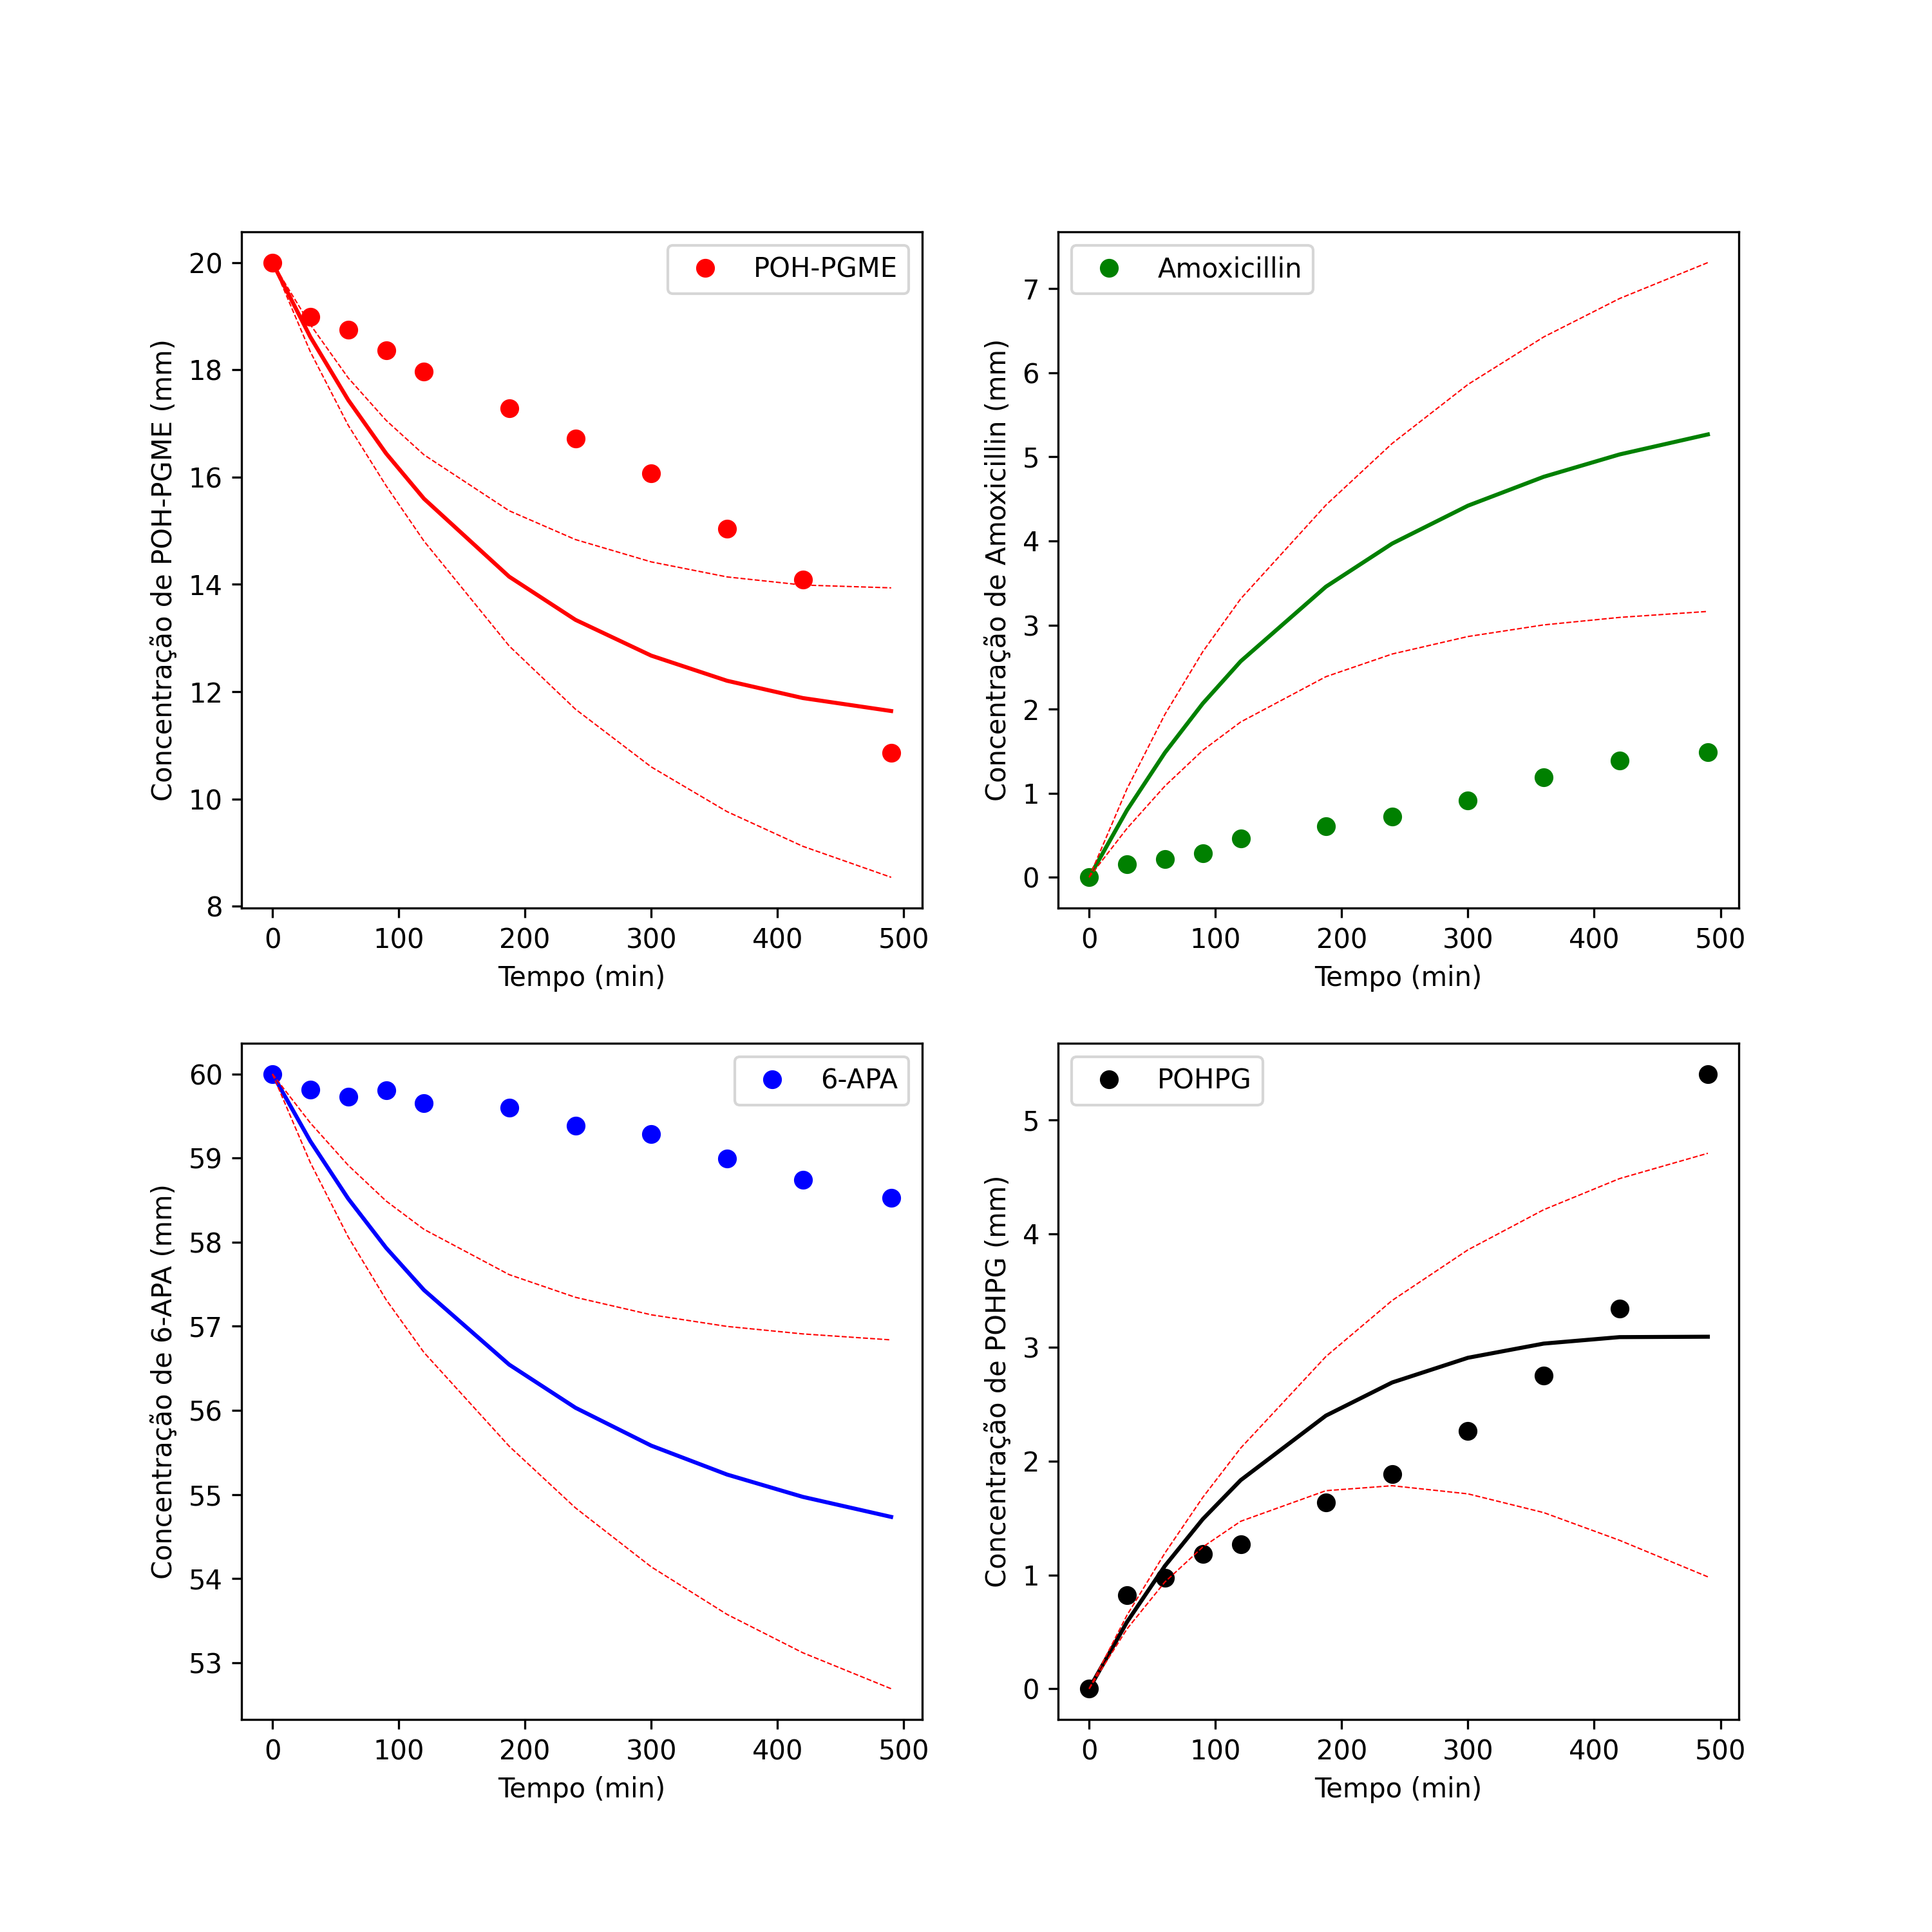 POH-PGME
Concentração de POH-PGME (mm)
20
18
16
14
12
10
8
0 100 200 300 400 500
Tempo (min)
Amoxicillin
Concentração de Amoxicillin (mm)
7
6
5
4
3
2
1
0
0 100 200 300 400 500
Tempo (min)
6-APA
Concentração de 6-APA (mm)
60
59
58
57
56
55
54
53
0 100 200 300 400 500
Tempo (min)
POHPG
Concentração de POHPG (mm)
5
4
3
2
1
0
0 100 200 300 400 500
Tempo (min)